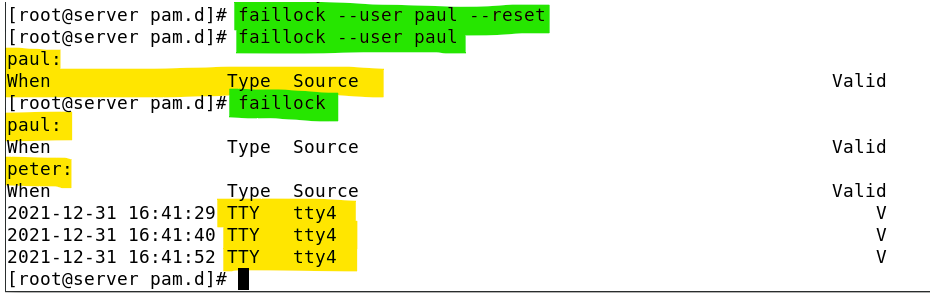 [root@server pam.d]# faillock --user paul --reset
[root@server pam.d]# faillock --user paul
paul:
When                Type  Source                                           Valid
[root@server pam.d]# faillock
paul:
When                Type  Source                                           Valid
peter:
When                Type  Source                                           Valid
2021-12-31 16:41:29 TTY   tty4                                                 V
2021-12-31 16:41:40 TTY   tty4                                                 V
2021-12-31 16:41:52 TTY   tty4                                                 V
[root@server pam.d]#